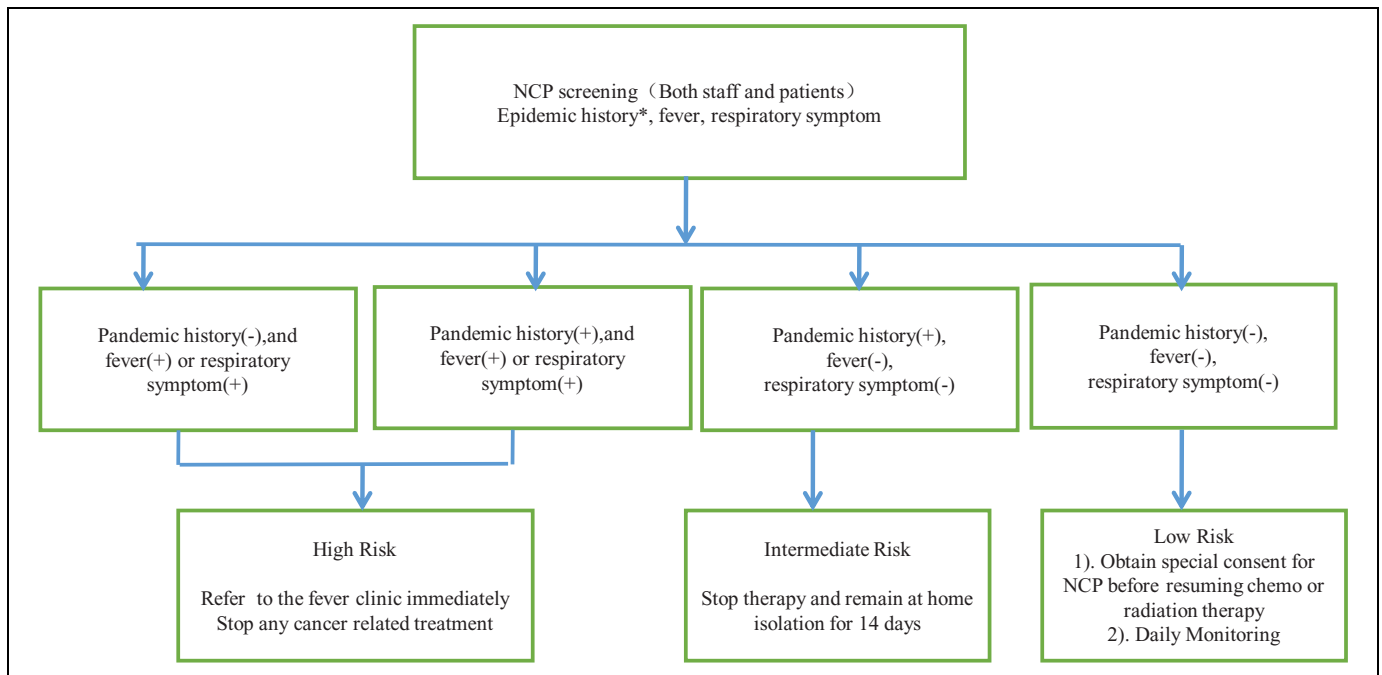 NCP screening（Both staff and patients）
Epidemic history*, fever, respiratory symptom
Pandemic history(-),and
fever(+) or respiratory
symptom(+)
Pandemic history(+),and
fever(+) or respiratory
symptom(+)
Pandemic history(+),
fever(-),
respiratory symptom(-)
Pandemic history(-),
fever(-),
respiratory symptom(-)
High Risk
Refer to the fever clinic immediately
Stop any cancer related treatment
Intermediate Risk
Stop therapy and remain at home
isolation for 14 days
Low Risk
1). Obtain special consent for
NCP before resuming chemo or
radiation therapy
2). Daily Monitoring